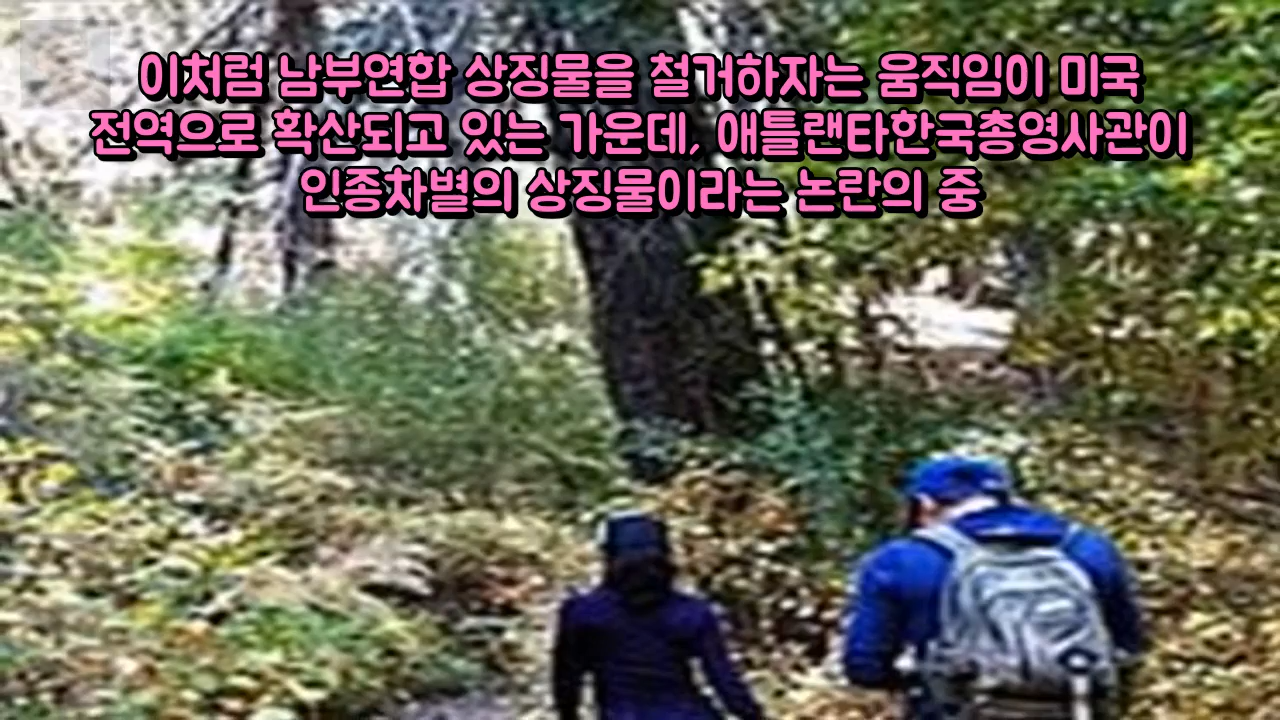 이처럼 남부연합 상징물을 철거하자는 움직임이 미국
전역으로 확산되고 있는 가운데, 애틀랜타한국총영사관이
인종차별의 상징물이라는 논란의 중